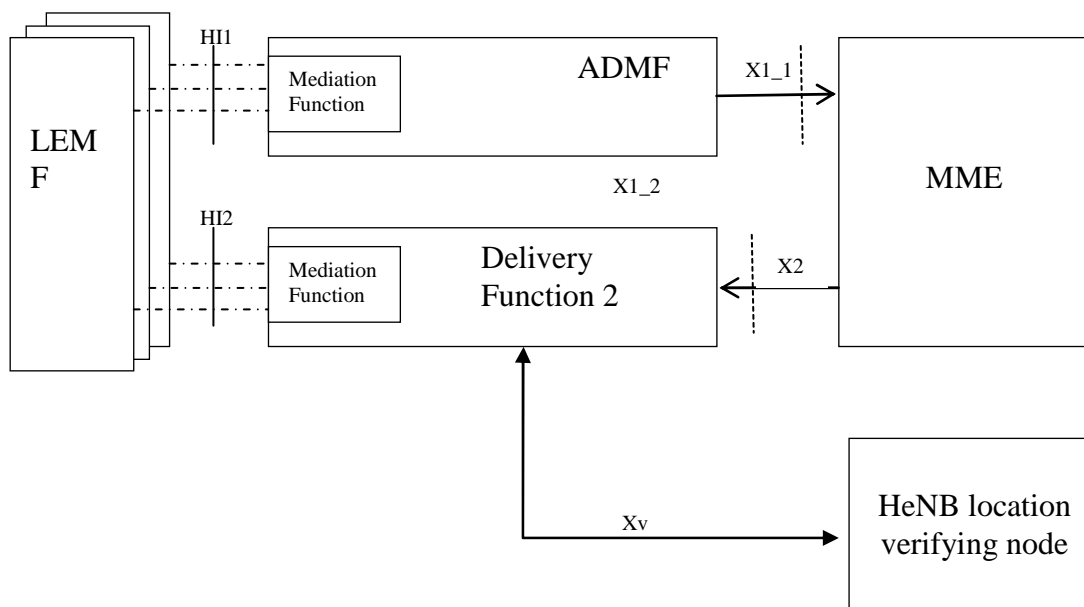 HI1
Mediation
Function
ADMF
X1_1
LEM
F
MME
X1_2
HI2
Mediation
Function
Delivery
Function 2
X2
Xv
HeNB location
verifying node